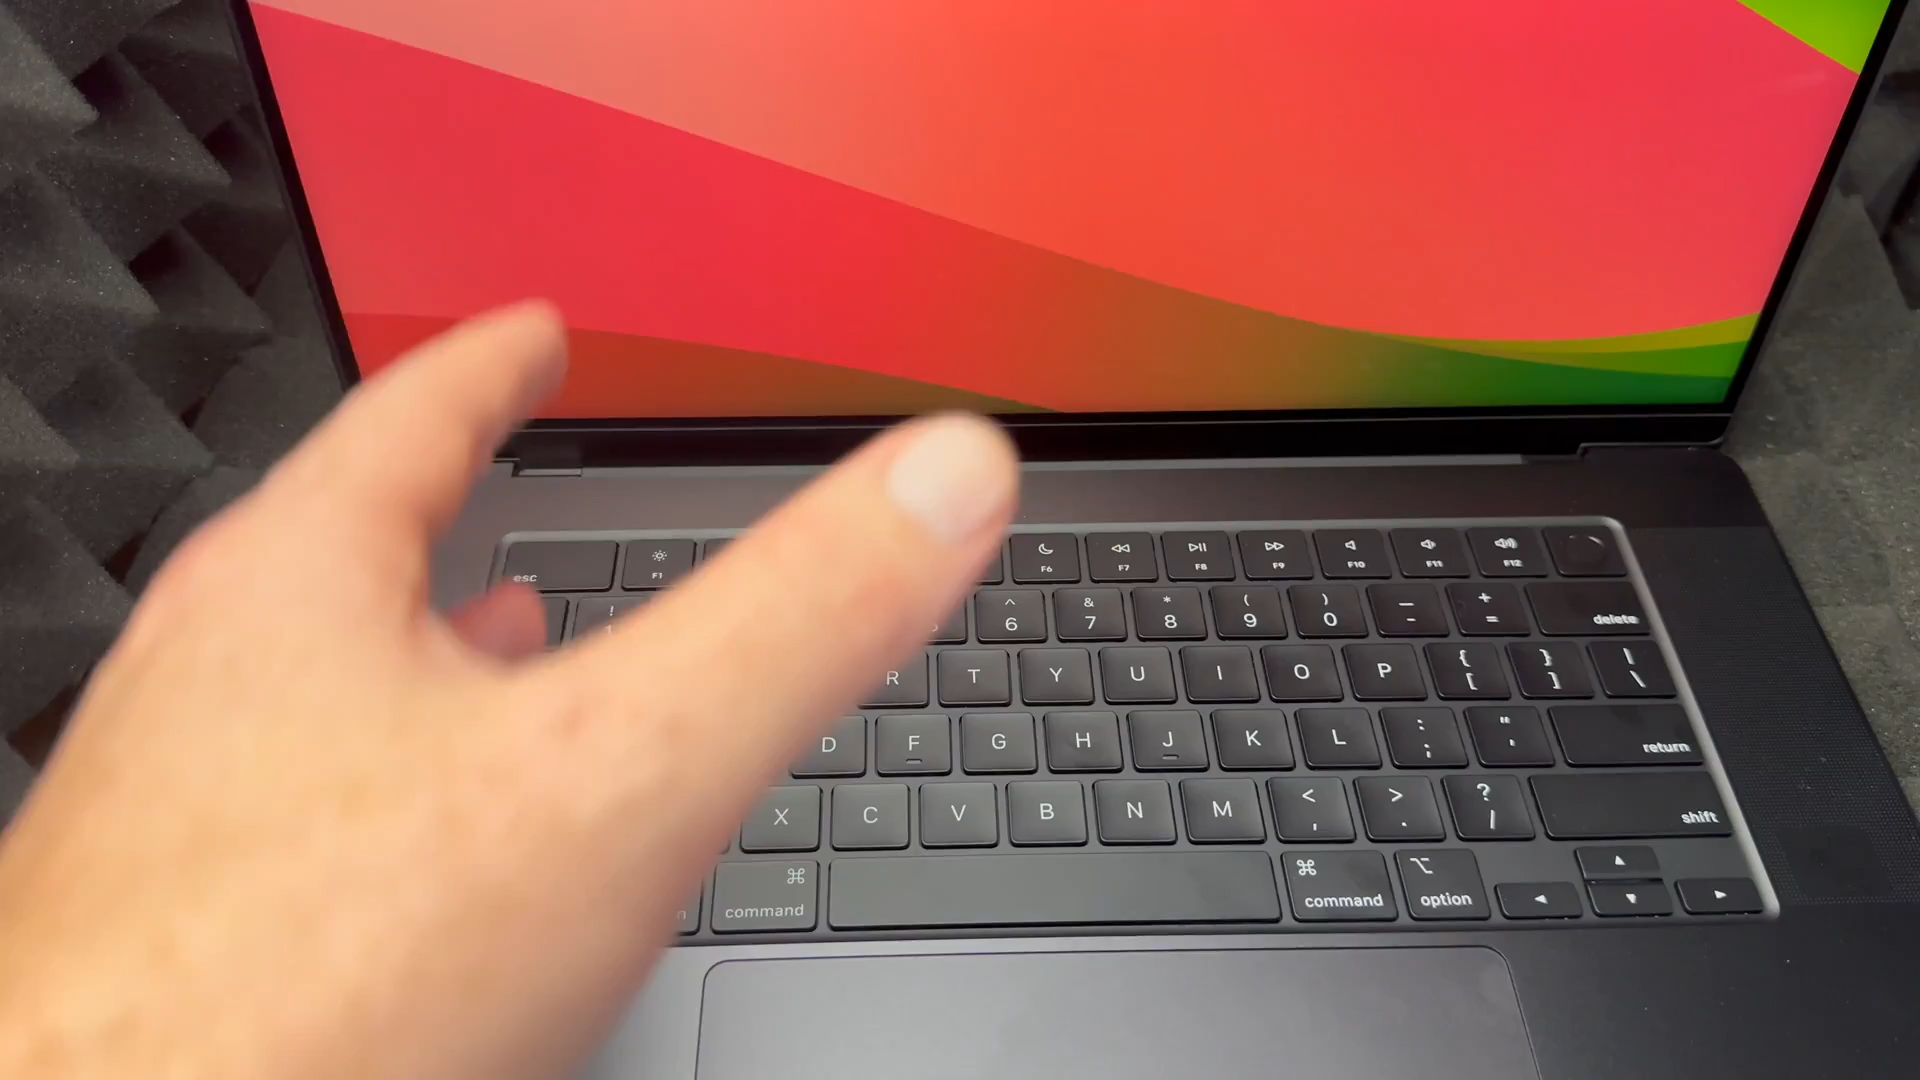 esc F1 F6 F7 F8 F9 F10 F11 F12
! ^ 6 & 7 * 8 ( 9 ) 0 — - + = delete
R T Y U I O P { [ } ] | \
D F G H J K L : ; " ' return
X C V B N M < , > . ? / shift
⌘ command ⌘ command ⌥ option